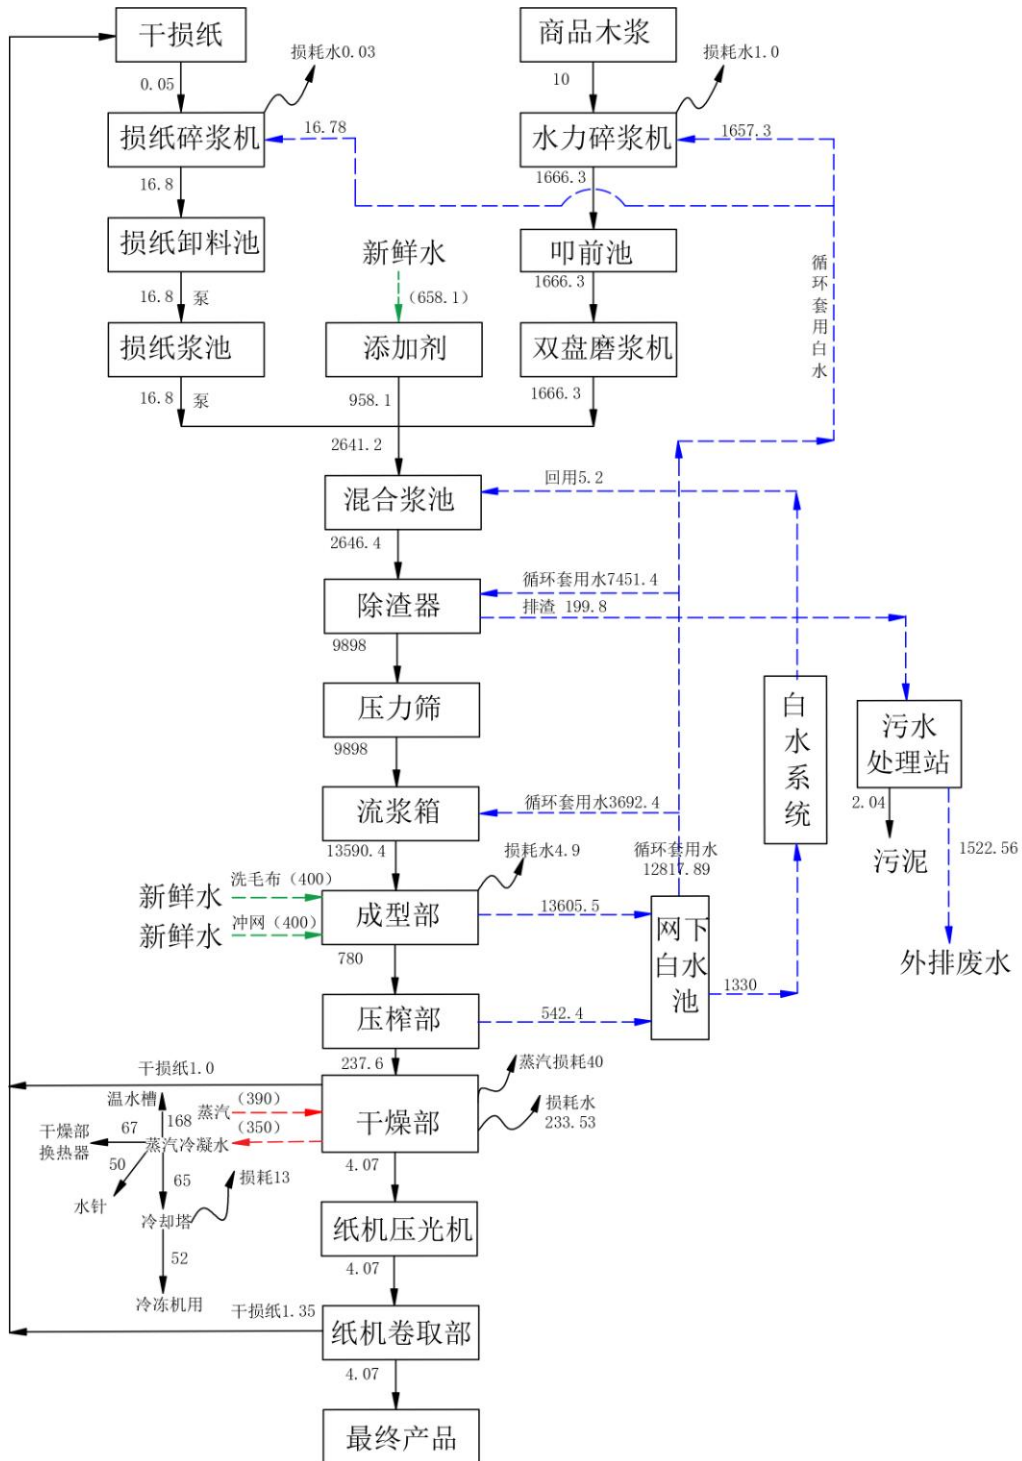 干损纸
商品木浆
损耗水0.03
损耗水1.0
0.05
10
损纸碎浆机
16.78
水力碎浆机
1657.3
16.8
1666.3
损纸卸料池
新鲜水
叩前池
循环套用白水
(658.1)
16.8 泵
1666.3
损纸浆池
添加剂
双盘磨浆机
16.8 泵
958.1
1666.3
2641.2
回用5.2
混合浆池
2646.4
循环套用水7451.4
除渣器
排渣 199.8
9898
压力筛
白水系统
污水
处理站
9898
循环套用水3692.4
流浆箱
2.04
13590.4
损耗水4.9
循环套用水
12817.89
污泥
1522.56
新鲜水
洗毛布（400）
成型部
13605.5
网下
白水
池
新鲜水
冲网（400）
780
外排废水
1330
压榨部
542.4
237.6
蒸汽损耗40
干损纸1.0
温水槽
蒸汽
(390)
干燥部
损耗水
233.53
168
(350)
67
干燥部
换热器
蒸汽冷凝水
50
4.07
65
损耗13
水针
冷却塔
纸机压光机
52
4.07
冷冻机用
干损纸1.35
纸机卷取部
4.07
最终产品